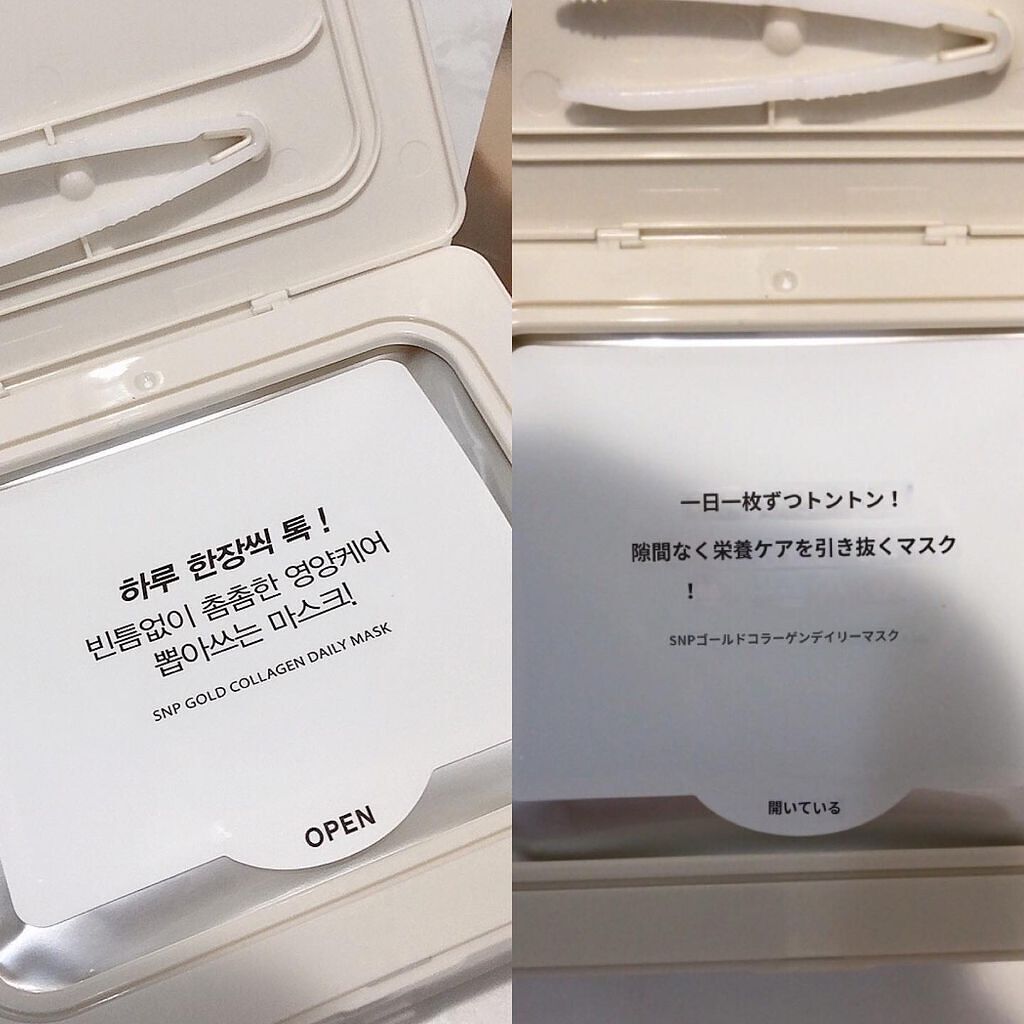 하루 한장씩 톡!
빈틈없이 촘촘한 영양케어
뽑아쓰는 마스크!
SNP GOLD COLLAGEN DAILY MASK
OPEN
一日一枚ずつトントン！
隙間なく栄養ケアを引き抜くマスク
！
SNPゴールドコラーゲンデイリーマスク
開いている